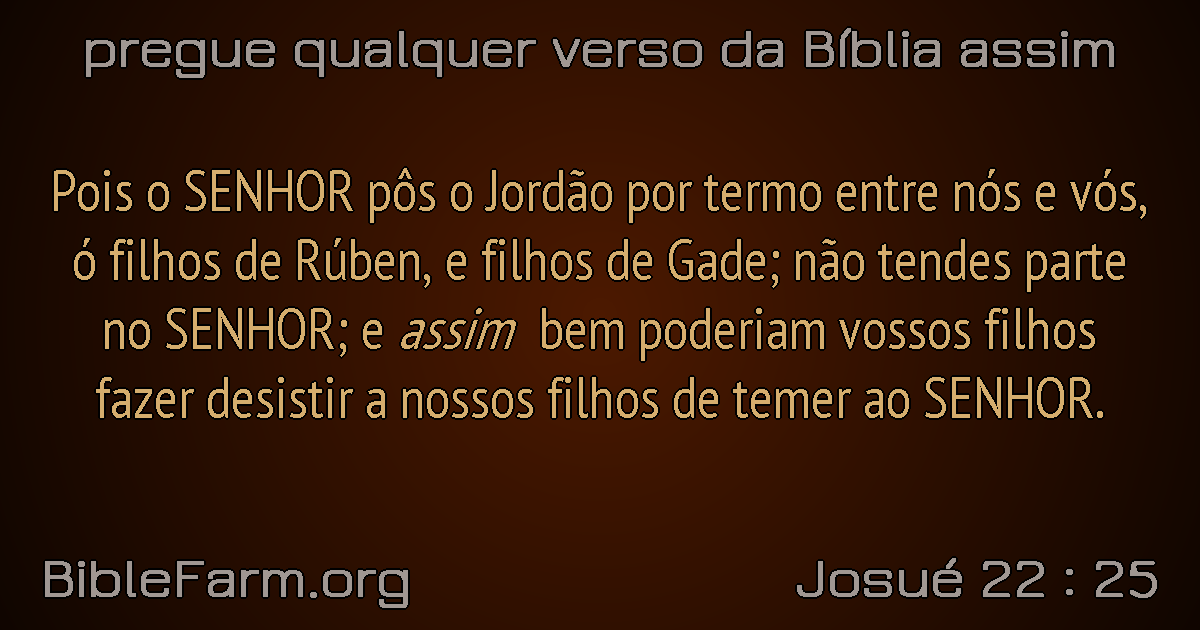 pregue qualquer verso da Bíblia assim
Pois o SENHOR pôs o Jordão por termo entre nós e vós,
ó filhos de Rúben, e filhos de Gade; não tendes parte
no SENHOR; e assim bem poderiam vossos filhos
fazer desistir a nossos filhos de temer ao SENHOR.
BibleFarm.org
Josué 22 : 25